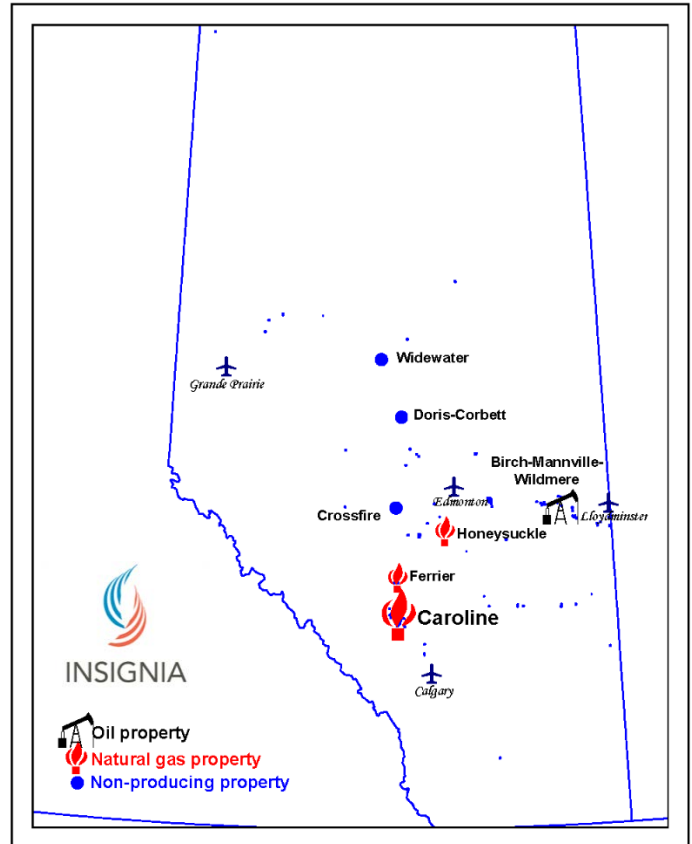 Widewater
Grande Prairie
Doris-Corbett
Birch-Mannville-
Wildmere
Edmonton
Crossfire
Lloydminster
Honeysuckle
Ferrier
Caroline
INSIGNIA
Calgary
Oil property
Natural gas property
Non-producing property